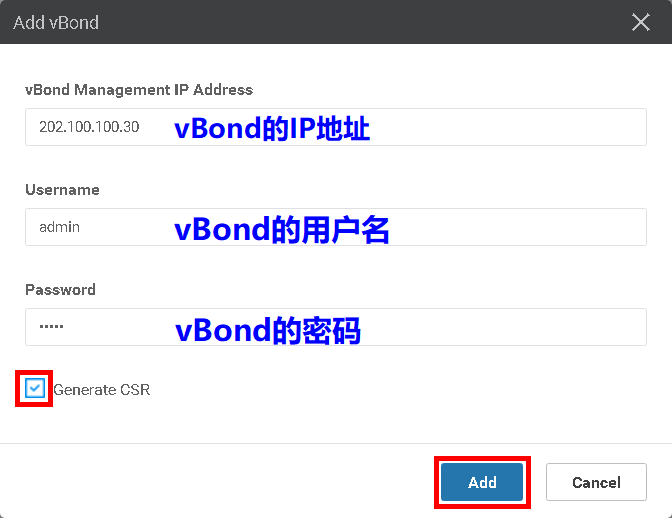 Add vBond
vBond Management IP Address
202.100.100.30 vBond的IP地址
Username
admin vBond的用户名
Password
••••• vBond的密码
Generate CSR
Add Cancel